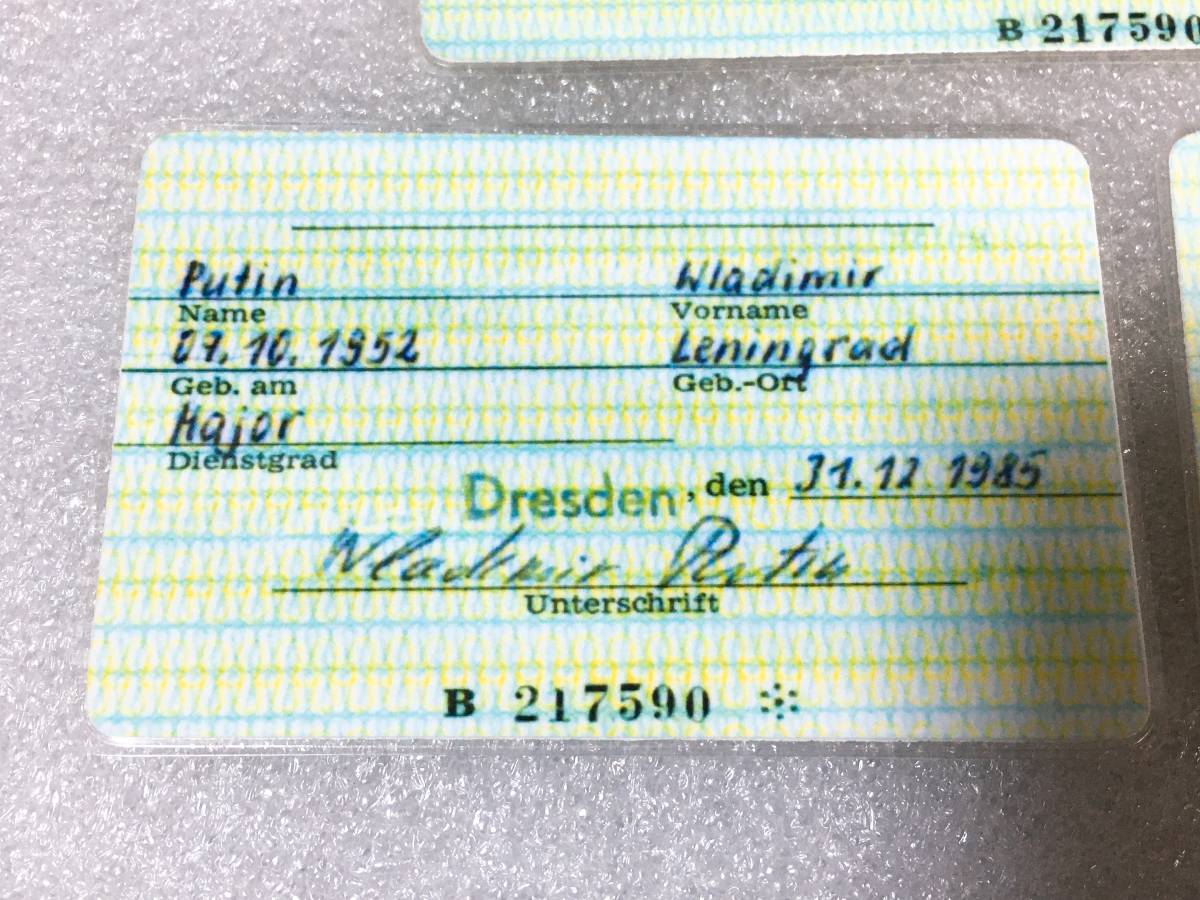 B 217590
Putin Wladimir
Name Vorname
07.10.1952 Leningrad
Geb. am Geb.-Ort
Major
Dienstgrad
Dresden, den 31.12 1985
Wladimir Putin
Unterschrift
B 217590